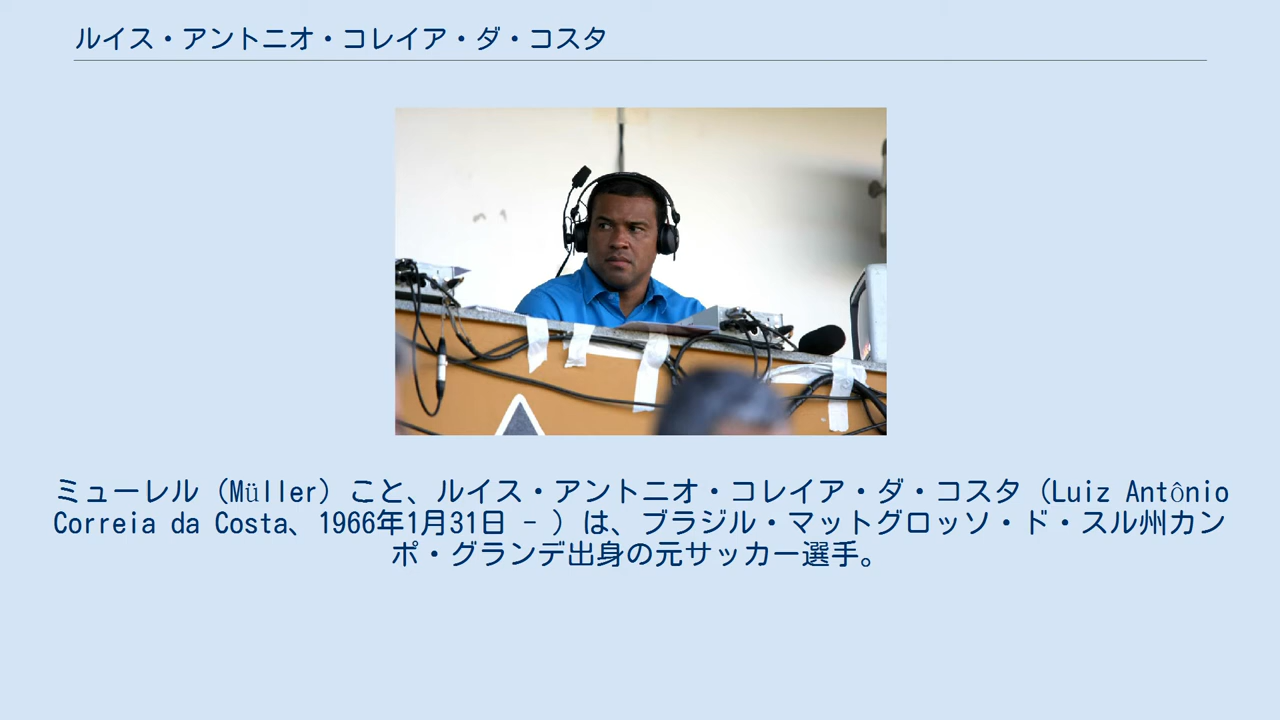 ルイス・アントニオ・コレイア・ダ・コスタ
ミューレル（Müller）こと、ルイス・アントニオ・コレイア・ダ・コスタ（Luiz Antônio
Correia da Costa、1966年1月31日 - ）は、ブラジル・マットグロッソ・ド・スル州カン
ポ・グランデ出身の元サッカー選手。